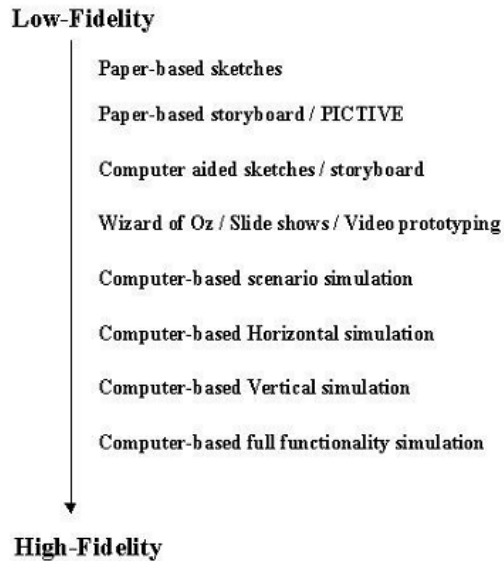 Low-Fidelity
Paper-based sketches
Paper-based storyboard / PICTIVE
Computer aided sketches / storyboard
Wizard of Oz / Slide shows / Video prototyping
Computer-based scenario simulation
Computer-based Horizontal simulation
Computer-based Vertical simulation
Computer-based full functionality simulation
High-Fidelity